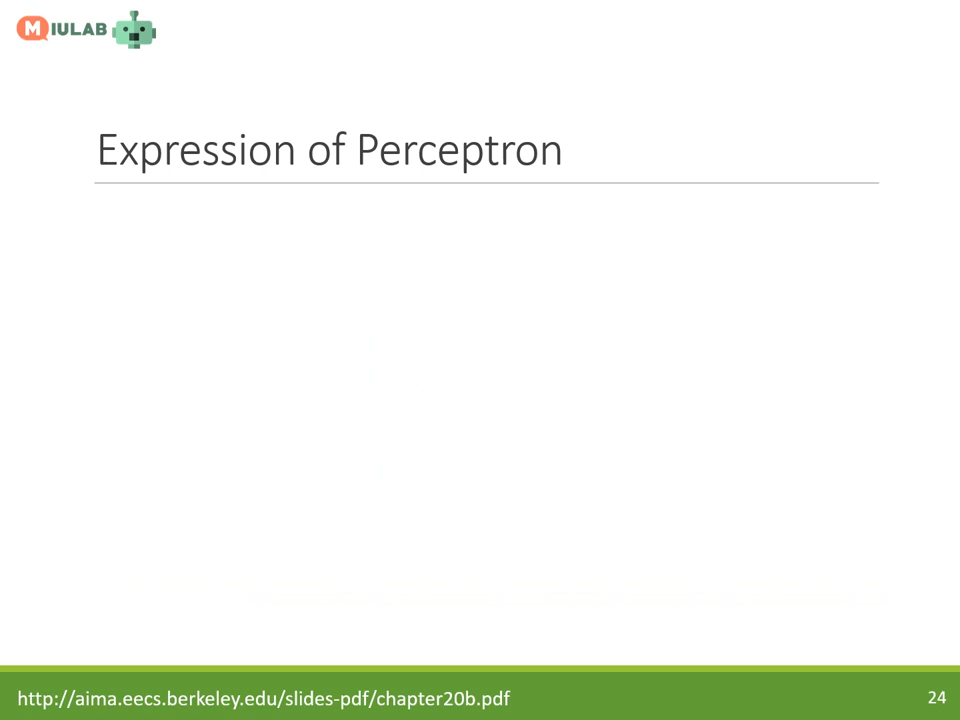 MIULAB
Expression of Perceptron
http://aima.eecs.berkeley.edu/slides-pdf/chapter20b.pdf
24